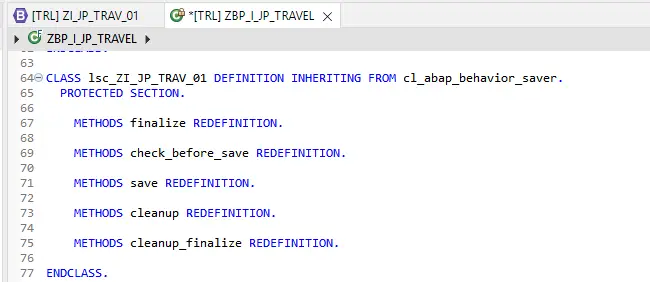 [TRL] ZI_JP_TRAV_01 *[TRL] ZBP_I_JP_TRAVEL
ZBP_I_JP_TRAVEL
62 ENDCLASS.
63
64 CLASS lsc_ZI_JP_TRAV_01 DEFINITION INHERITING FROM cl_abap_behavior_saver.
65 PROTECTED SECTION.
66
67 METHODS finalize REDEFINITION.
68
69 METHODS check_before_save REDEFINITION.
70
71 METHODS save REDEFINITION.
72
73 METHODS cleanup REDEFINITION.
74
75 METHODS cleanup_finalize REDEFINITION.
76
77 ENDCLASS.